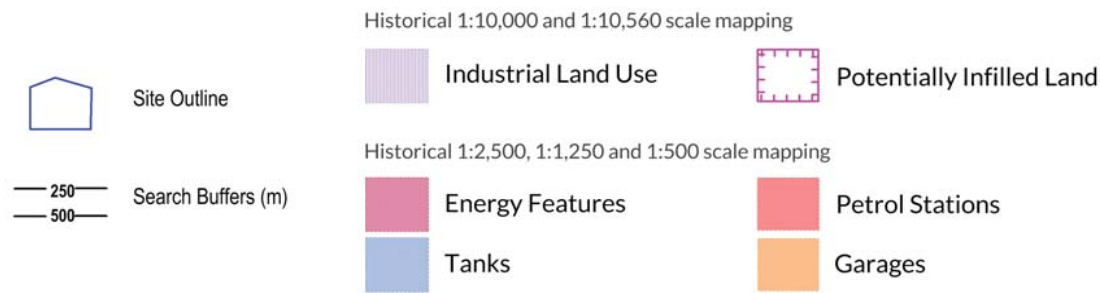 Historical 1:10,000 and 1:10,560 scale mapping
Industrial Land Use
Potentially Infilled Land
Site Outline
Historical 1:2,500, 1:1,250 and 1:500 scale mapping
250
500
Search Buffers (m)
Energy Features
Petrol Stations
Tanks
Garages